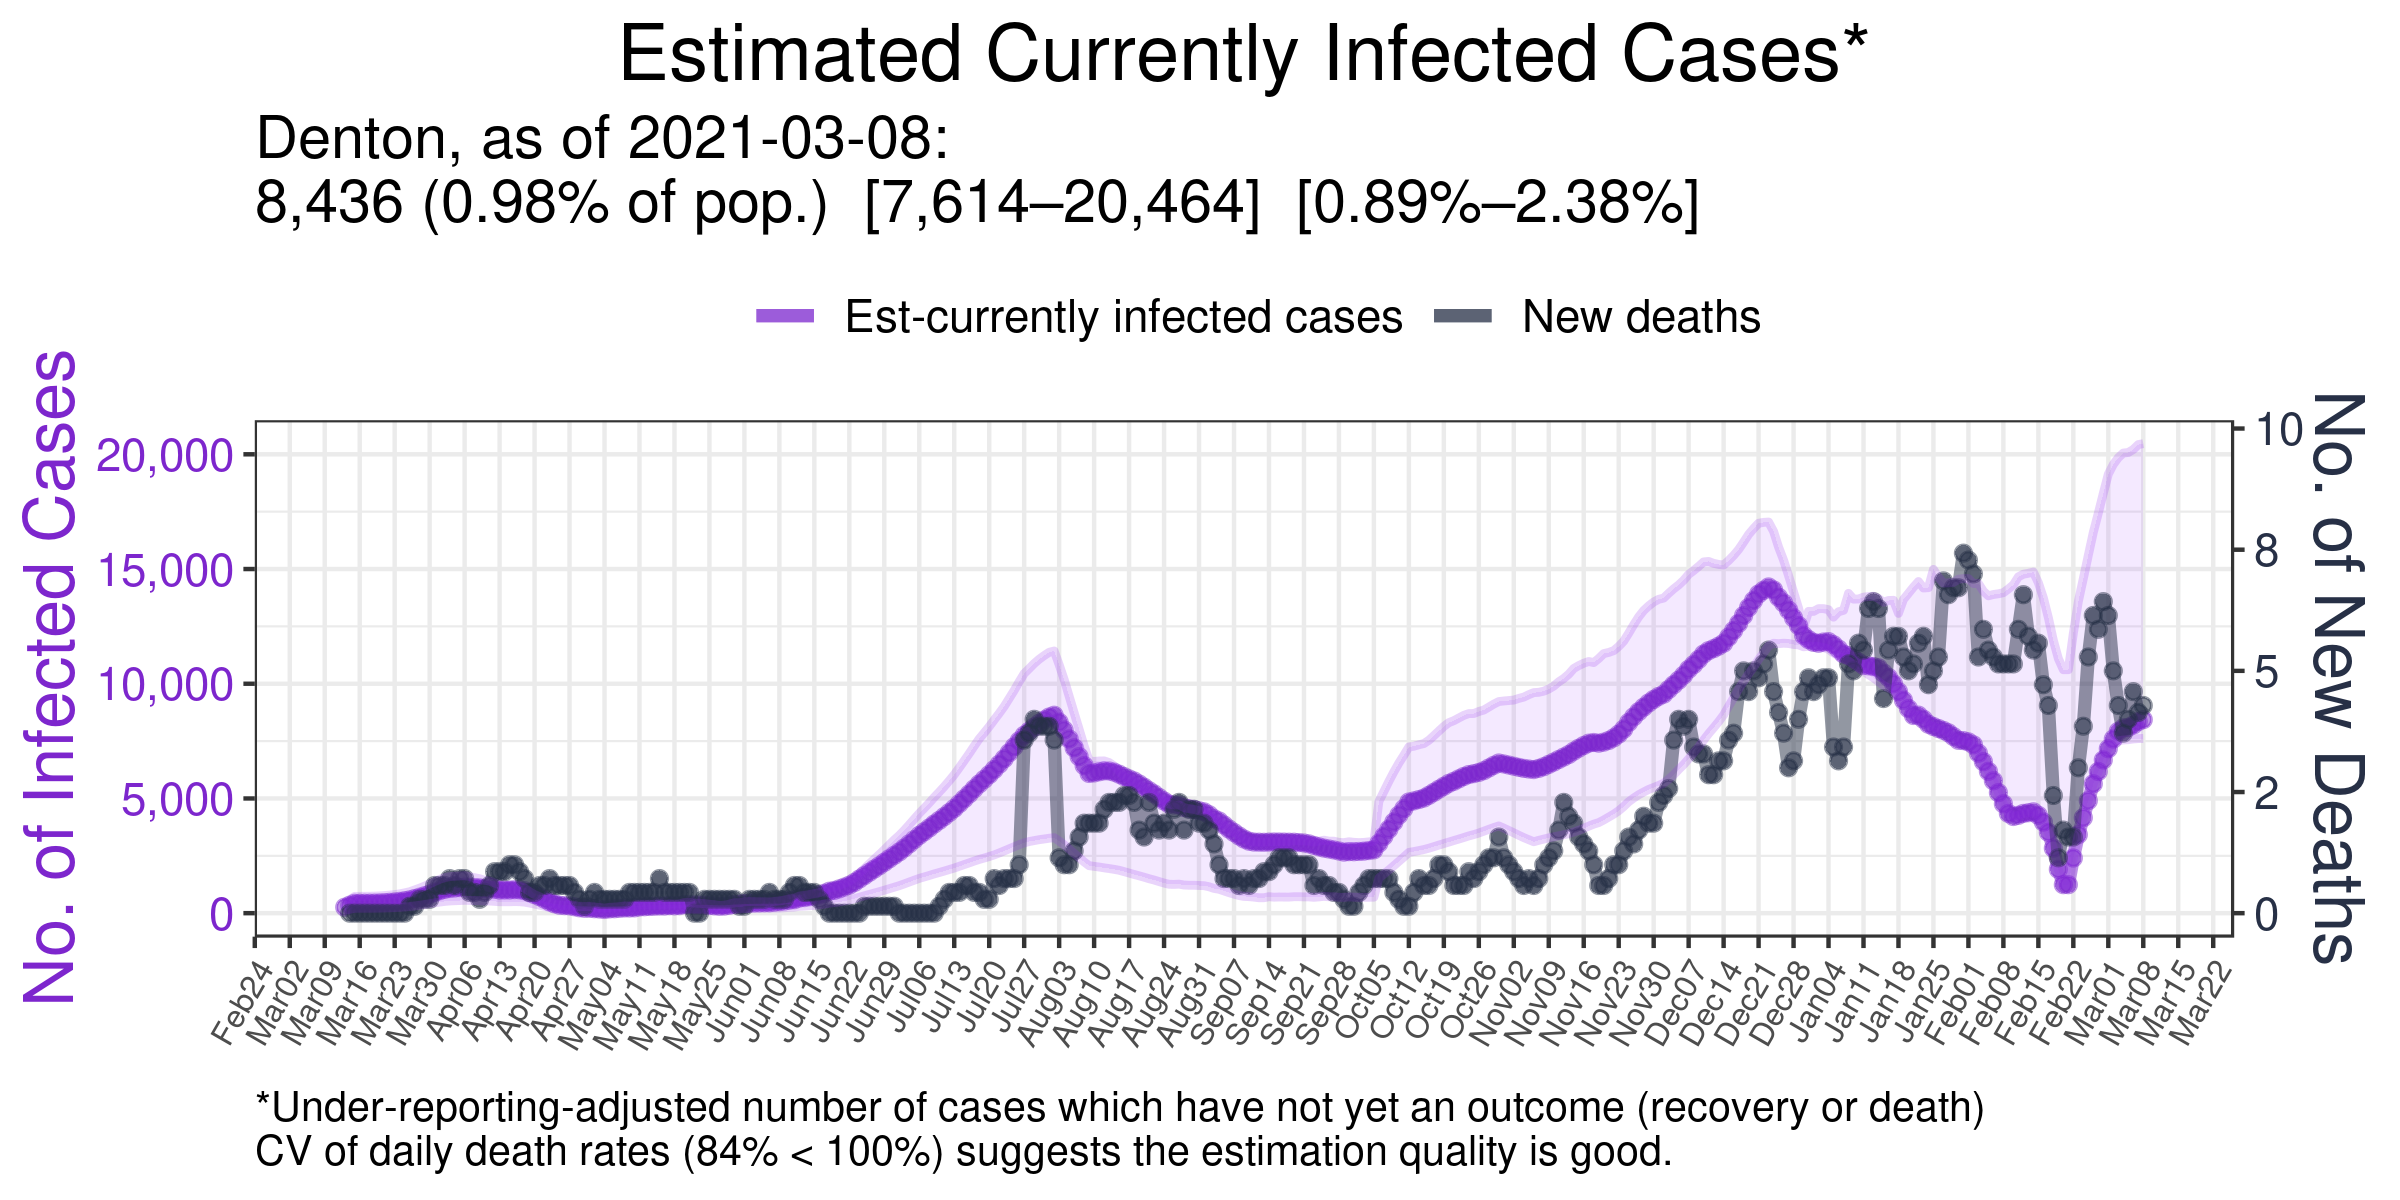 Estimated Currently Infected Cases*
Denton, as of 2021-03-08:
8,436 (0.98% of pop.)  [7,614–20,464]  [0.89%–2.38%]
Est-currently infected cases
New deaths
No. of Infected Cases
20,000
15,000
10,000
5,000
0
10
8
5
2
0
No. of New Deaths
Feb24
Mar02
Mar09
Mar16
Mar23
Mar30
Apr06
Apr13
Apr20
Apr27
May04
May11
May18
May25
Jun01
Jun08
Jun15
Jun22
Jun29
Jul06
Jul13
Jul20
Jul27
Aug03
Aug10
Aug17
Aug24
Aug31
Sep07
Sep14
Sep21
Sep28
Oct05
Oct12
Oct19
Oct26
Nov02
Nov09
Nov16
Nov23
Nov30
Dec07
Dec14
Dec21
Dec28
Jan04
Jan11
Jan18
Jan25
Feb01
Feb08
Feb15
Feb22
Mar01
Mar08
Mar15
Mar22
*Under-reporting-adjusted number of cases which have not yet an outcome (recovery or death)
CV of daily death rates (84% < 100%) suggests the estimation quality is good.